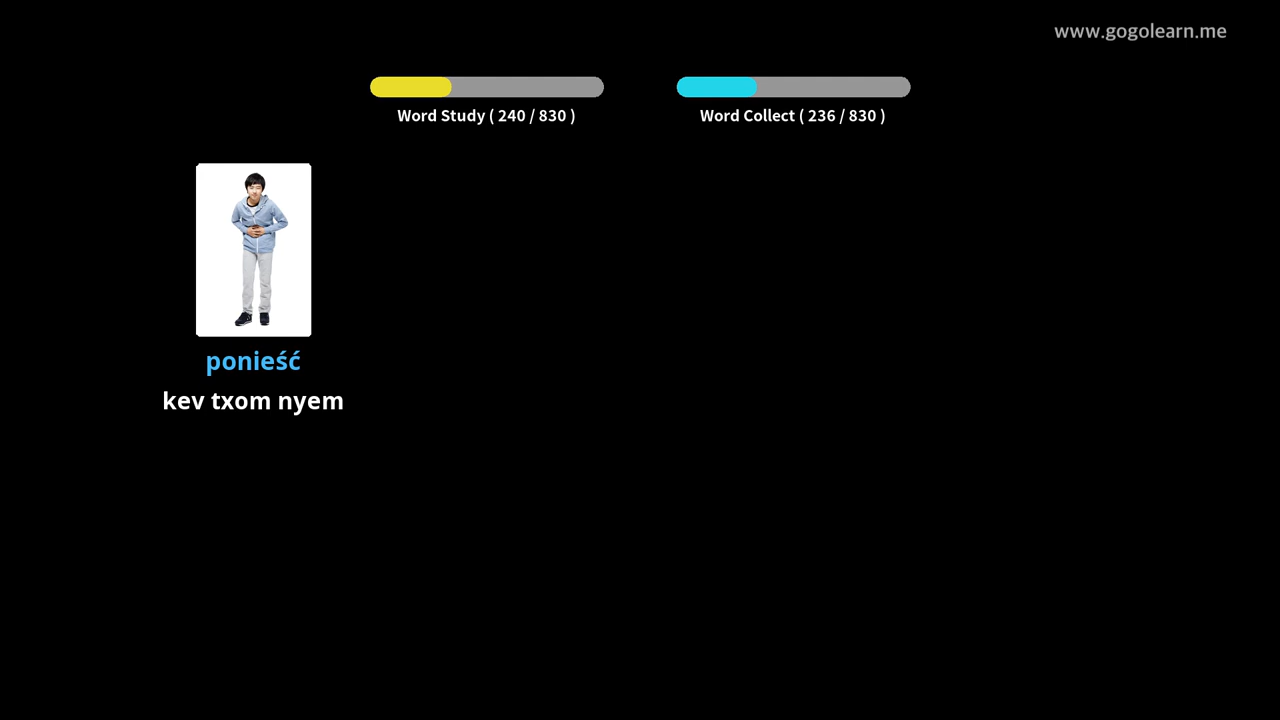 www.gogolearn.me
Word Study ( 240 / 830 )
Word Collect ( 236 / 830 )
ponieść
kev txom nyem